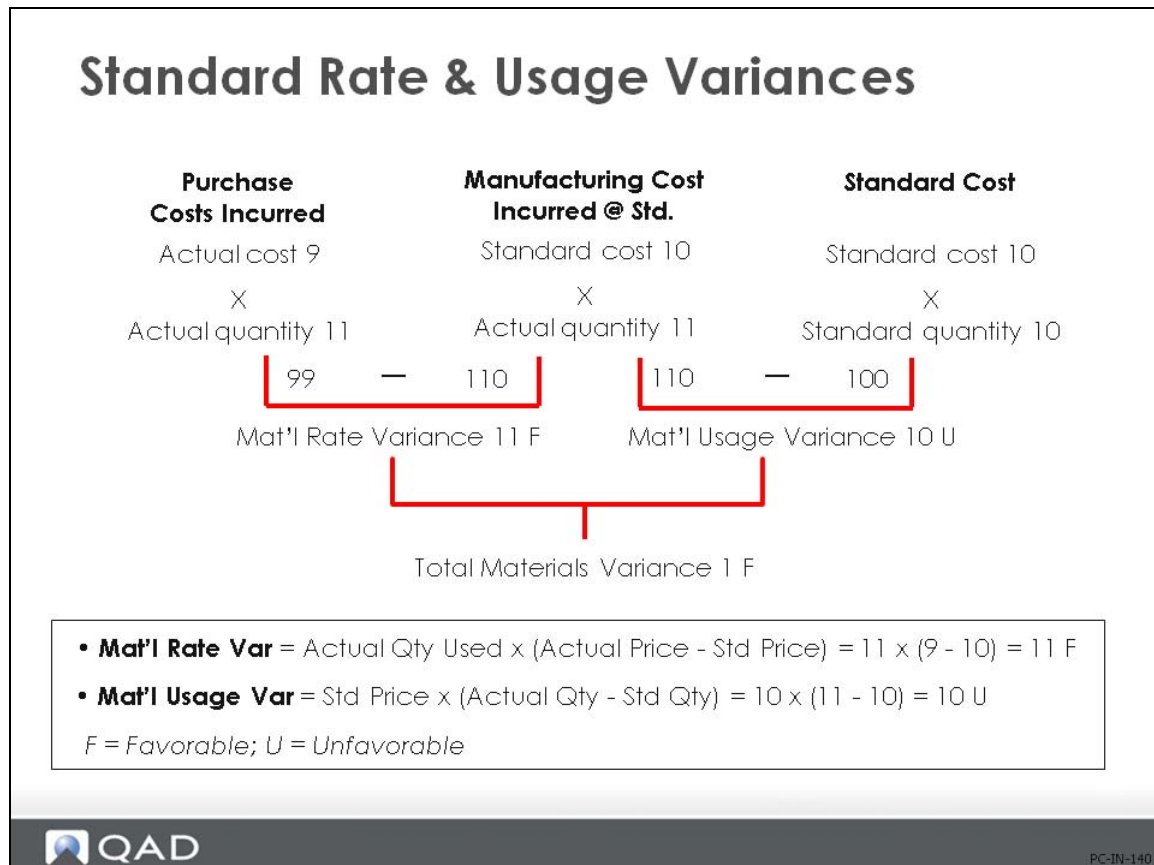 Standard Rate & Usage Variances
Purchase
Costs Incurred
Manufacturing Cost
Incurred @ Std.
Standard Cost
Actual cost 9
Standard cost 10
Standard cost 10
X
X
X
Actual quantity 11
Actual quantity 11
Standard quantity 10
99 — 110
110 — 100
Mat'l Rate Variance 11 F
Mat'l Usage Variance 10 U
Total Materials Variance 1 F
• Mat'l Rate Var = Actual Qty Used x (Actual Price - Std Price) = 11 x (9 - 10) = 11 F
• Mat'l Usage Var = Std Price x (Actual Qty - Std Qty) = 10 x (11 - 10) = 10 U
F = Favorable; U = Unfavorable
QAD
PC-IN-140